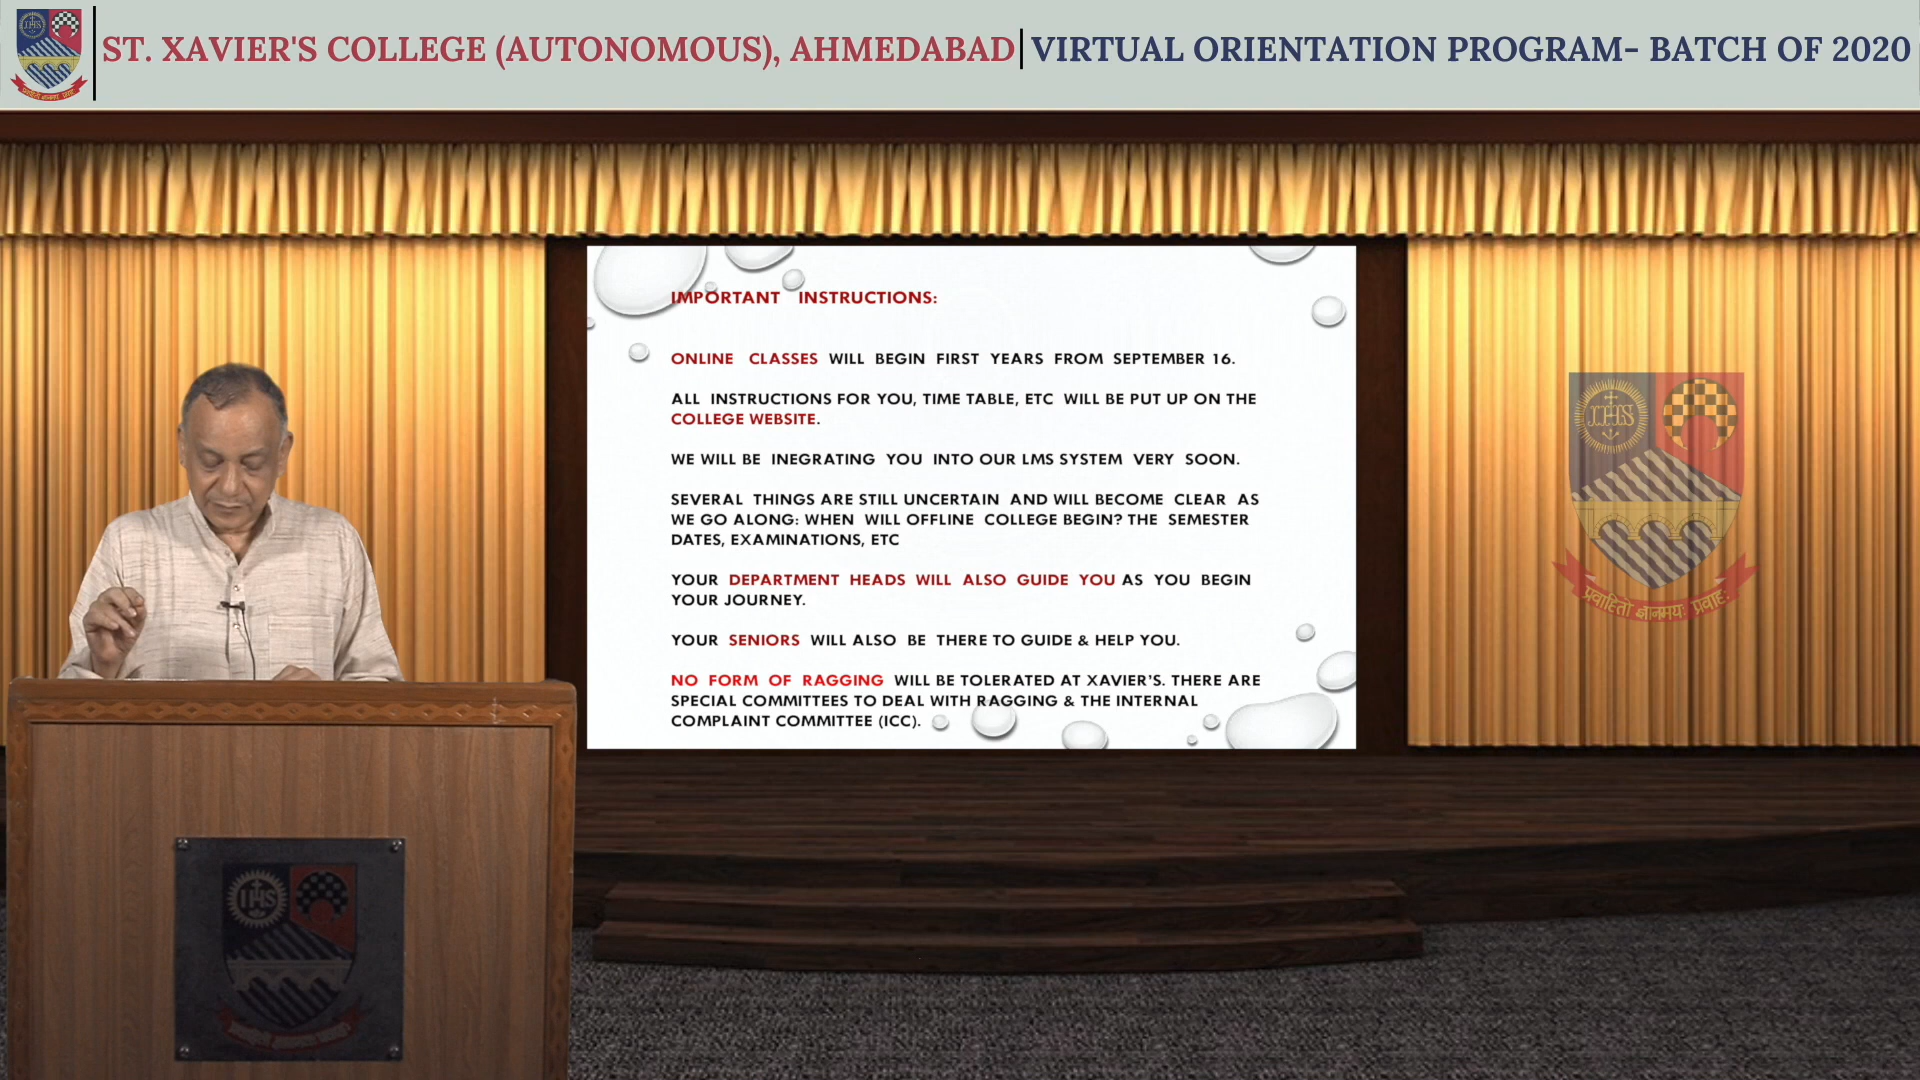 ST. XAVIER'S COLLEGE (AUTONOMOUS), AHMEDABAD
VIRTUAL ORIENTATION PROGRAM- BATCH OF 2020
IMPORTANT INSTRUCTIONS:
ONLINE CLASSES WILL BEGIN FIRST YEARS FROM SEPTEMBER 16.
ALL INSTRUCTIONS FOR YOU, TIME TABLE, ETC WILL BE PUT UP ON THE
COLLEGE WEBSITE.
WE WILL BE INEGRATING YOU INTO OUR LMS SYSTEM VERY SOON.
SEVERAL THINGS ARE STILL UNCERTAIN AND WILL BECOME CLEAR AS
WE GO ALONG: WHEN WILL OFFLINE COLLEGE BEGIN? THE SEMESTER
DATES, EXAMINATIONS, ETC
YOUR DEPARTMENT HEADS WILL ALSO GUIDE YOU AS YOU BEGIN
YOUR JOURNEY.
YOUR SENIORS WILL ALSO BE THERE TO GUIDE & HELP YOU.
NO FORM OF RAGGING WILL BE TOLERATED AT XAVIER'S. THERE ARE
SPECIAL COMMITTEES TO DEAL WITH RAGGING & THE INTERNAL
COMPLAINT COMMITTEE (ICC).
IHS
प्रवाहितो ज्ञानमयः प्रवाहः
IHS